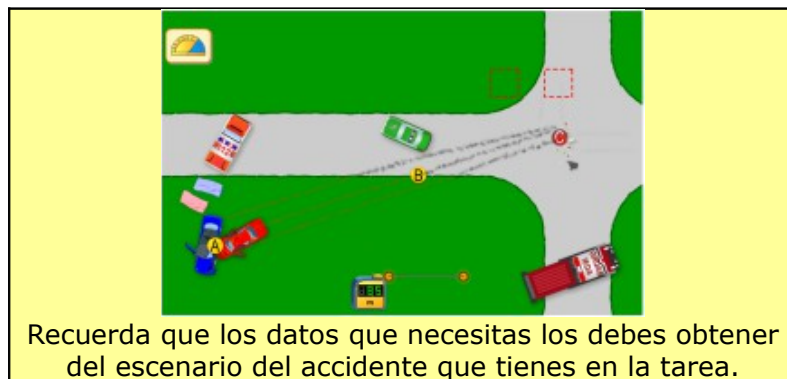 C
B
A
Recuerda que los datos que necesitas los debes obtener
del escenario del accidente que tienes en la tarea.